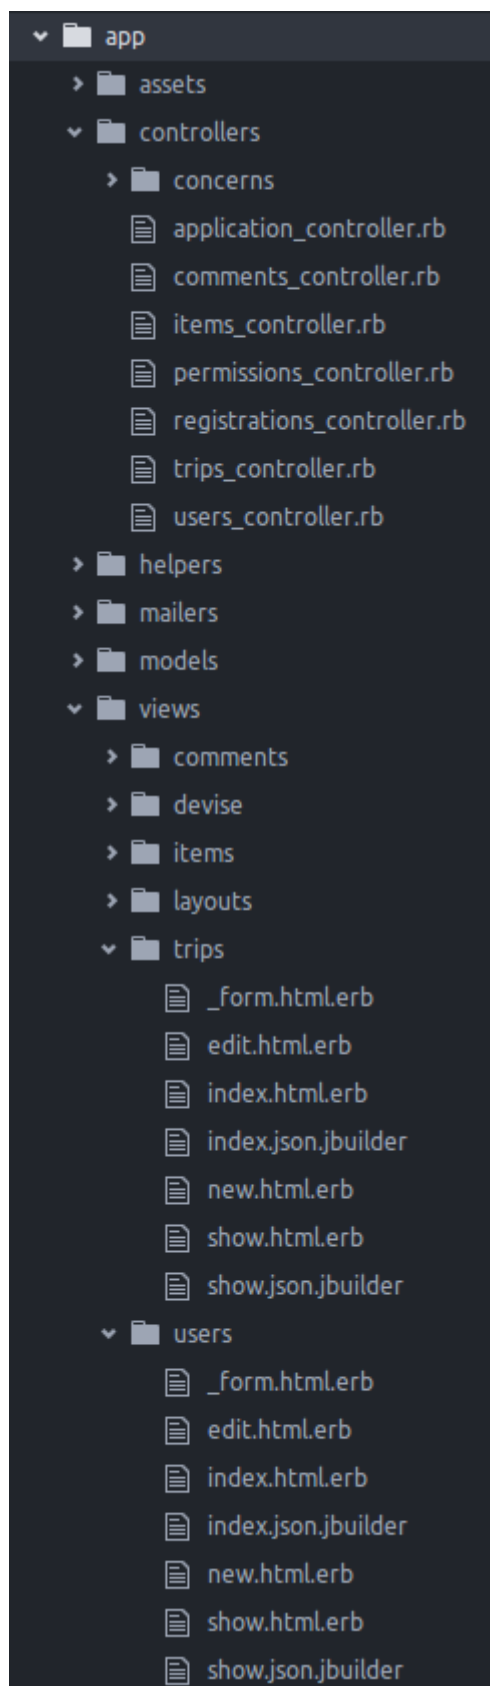 app
assets
controllers
concerns
application_controller.rb
comments_controller.rb
items_controller.rb
permissions_controller.rb
registrations_controller.rb
trips_controller.rb
users_controller.rb
helpers
mailers
models
views
comments
devise
items
layouts
trips
_form.html.erb
edit.html.erb
index.html.erb
index.json.jbuilder
new.html.erb
show.html.erb
show.json.jbuilder
users
_form.html.erb
edit.html.erb
index.html.erb
index.json.jbuilder
new.html.erb
show.html.erb
show.json.jbuilder